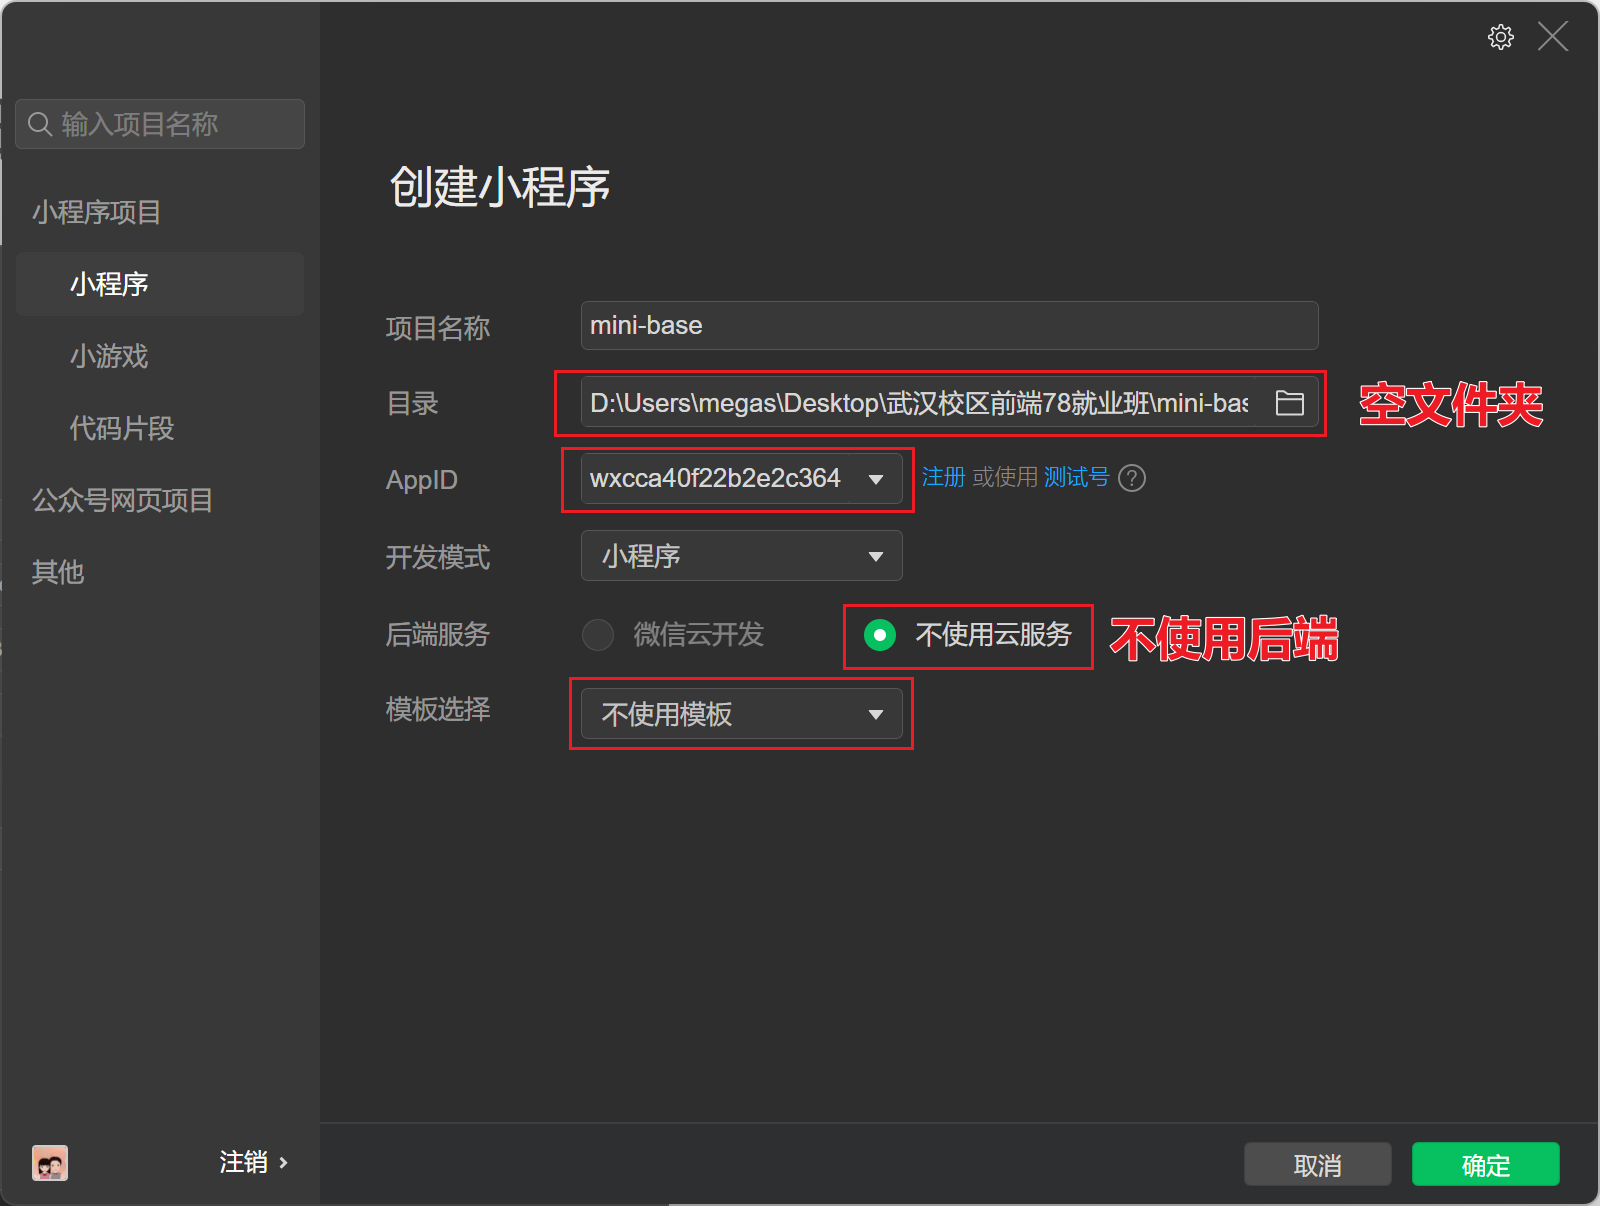 输入项目名称
小程序项目
小程序
小游戏
代码片段
公众号网页项目
其他
注销
创建小程序
项目名称 mini-base
目录 D:\Users\megas\Desktop\武汉校区前端78就业班\mini-bas 空文件夹
AppID wxcca40f22b2e2c364 注册 或使用 测试号 ?
开发模式 小程序
后端服务 微信云开发 不使用云服务 不使用后端
模板选择 不使用模板
取消 确定